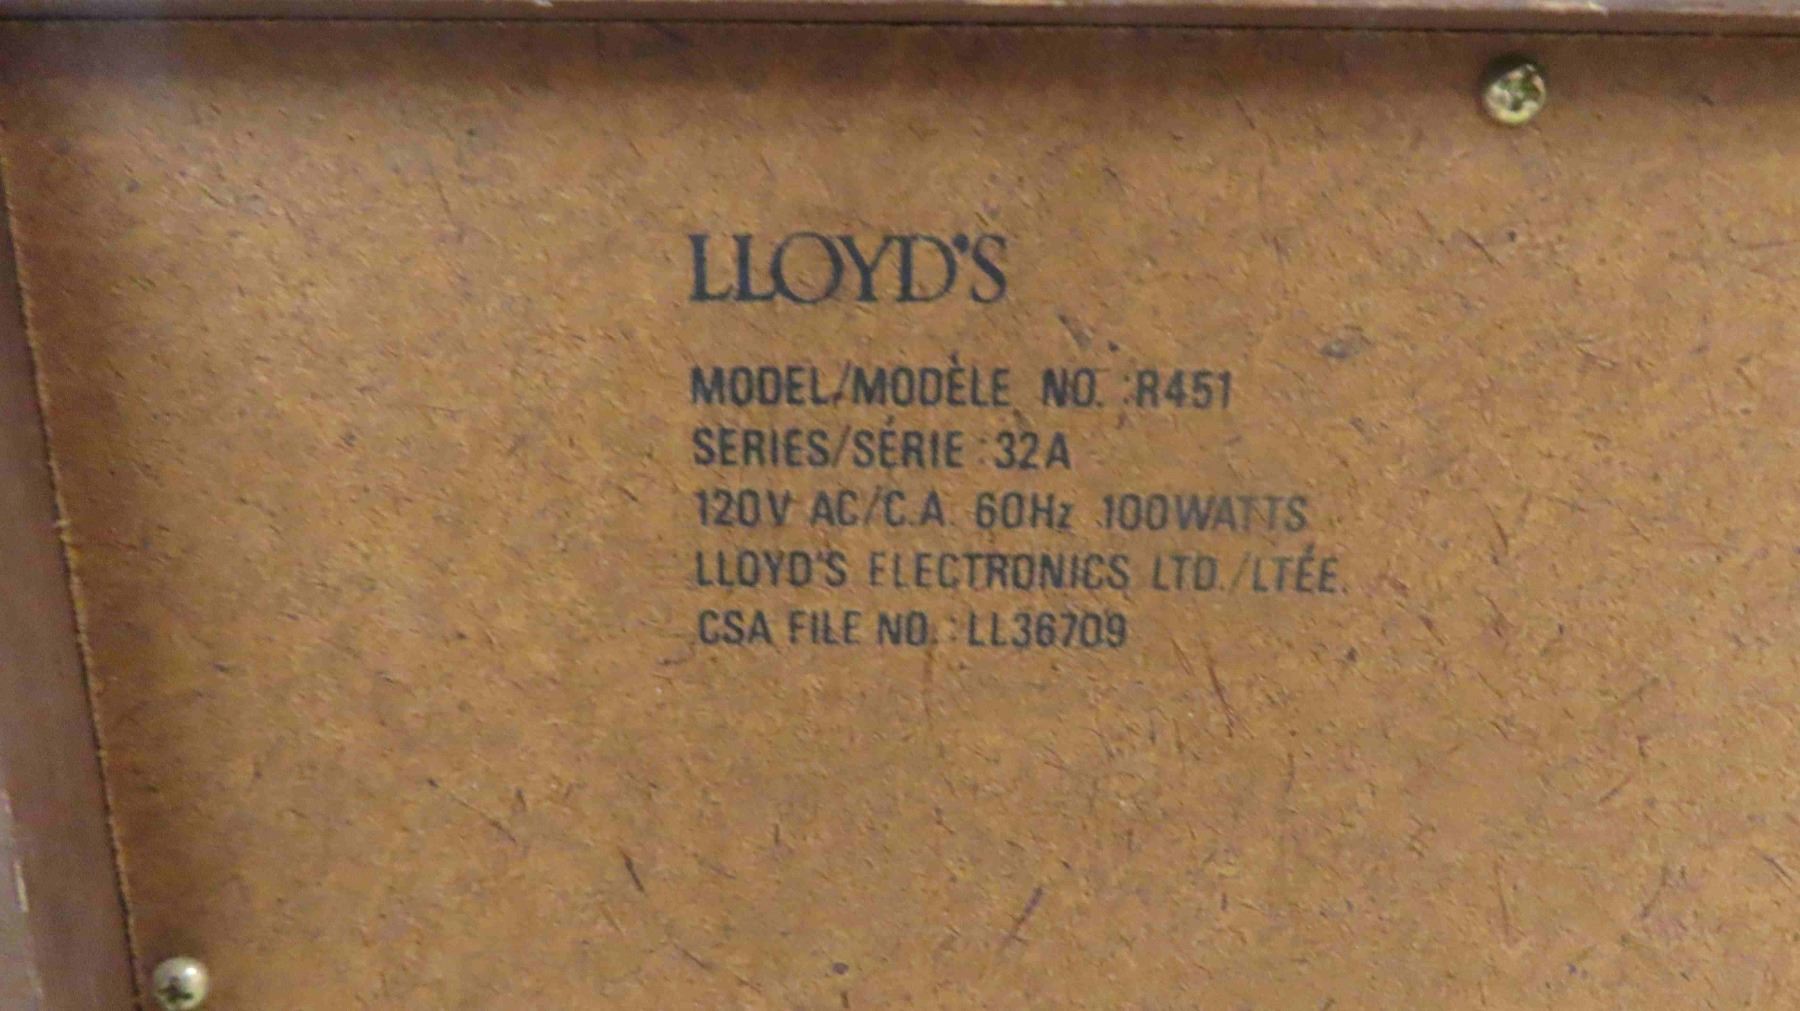 LLOYD'S
MODEL/MODÈLE NO. :R451
SERIES/SÉRIE :32A
120V AC/C.A. 60Hz 100WATTS
LLOYD'S ELECTRONICS LTD./LTÉE.
CSA FILE NO. :LL36709